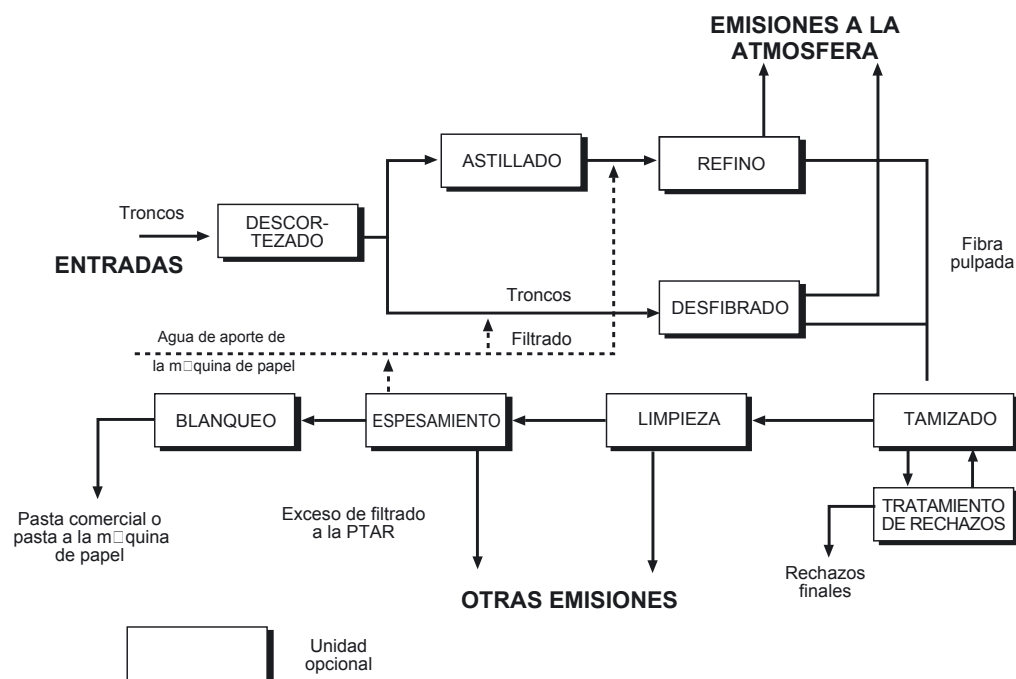 EMISIONES A LA
ATMOSFERA
ASTILLADO
REFINO
Troncos
DESCOR-
TEZADO
ENTRADAS
Fibra
pulpada
Troncos
DESFIBRADO
Agua de aporte de
la m□quina de papel
Filtrado
BLANQUEO
ESPESAMIENTO
LIMPIEZA
TAMIZADO
TRATAMIENTO
DE RECHAZOS
Pasta comercial o
pasta a la m□quina
de papel
Exceso de filtrado
a la PTAR
Rechazos
finales
OTRAS EMISIONES
Unidad
opcional